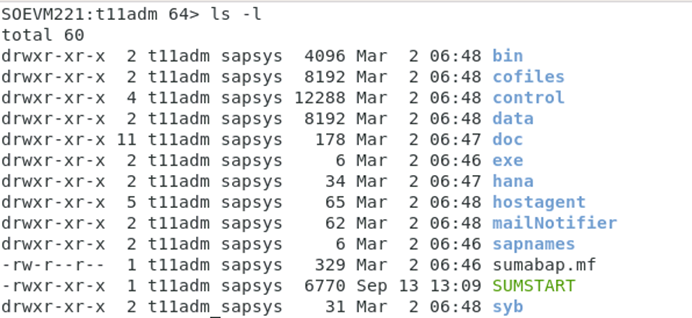 SOEVM221:t11adm 64> ls -l
total 60
drwxr-xr-x  2 t11adm sapsys  4096 Mar  2 06:48 bin
drwxr-xr-x  2 t11adm sapsys  8192 Mar  2 06:48 cofiles
drwxr-xr-x  4 t11adm sapsys 12288 Mar  2 06:48 control
drwxr-xr-x  2 t11adm sapsys  8192 Mar  2 06:48 data
drwxr-xr-x 11 t11adm sapsys   178 Mar  2 06:47 doc
drwxr-xr-x  2 t11adm sapsys     6 Mar  2 06:46 exe
drwxr-xr-x  2 t11adm sapsys    34 Mar  2 06:47 hana
drwxr-xr-x  5 t11adm sapsys    65 Mar  2 06:48 hostagent
drwxr-xr-x  2 t11adm sapsys    62 Mar  2 06:48 mailNotifier
drwxr-xr-x  2 t11adm sapsys     6 Mar  2 06:46 sapnames
-rw-r--r--  1 t11adm sapsys   329 Mar  2 06:46 sumabap.mf
-rwxr-xr-x  1 t11adm sapsys  6770 Sep 13 13:09 SUMSTART
drwxr-xr-x  2 t11adm_sapsys    31 Mar  2 06:48 syb